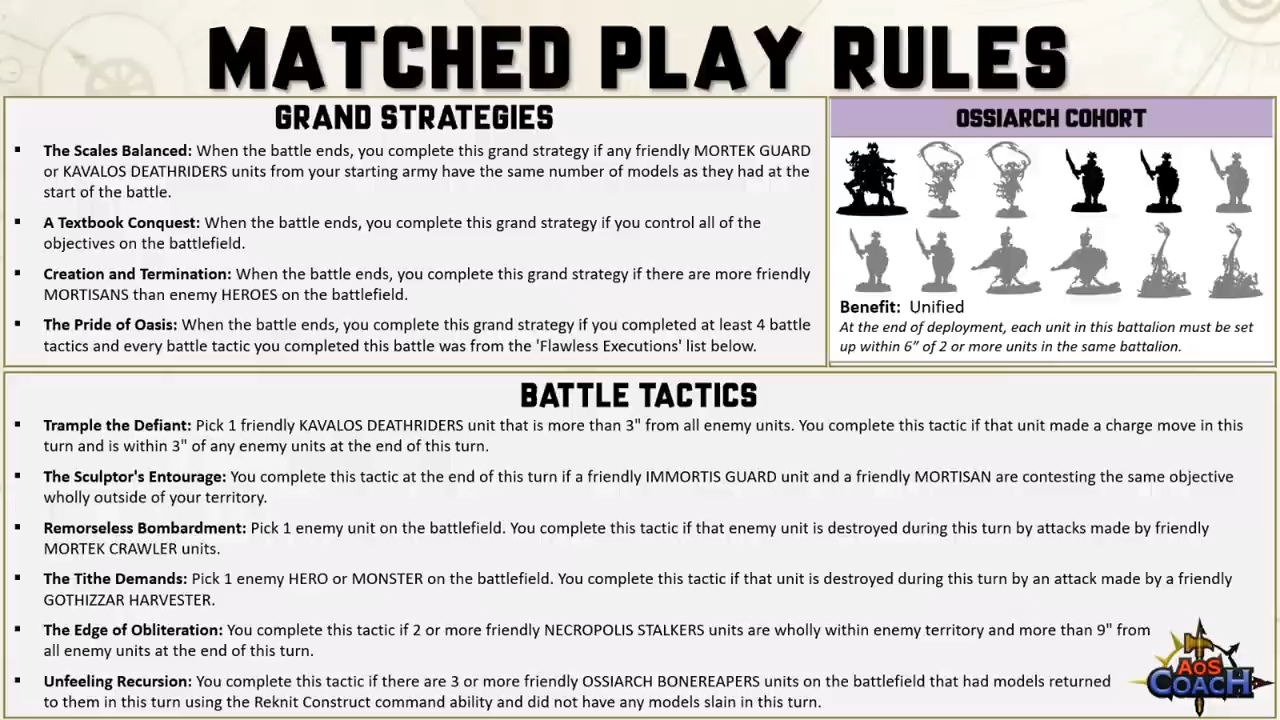 MATCHED PLAY RULES
GRAND STRATEGIES
▪ The Scales Balanced: When the battle ends, you complete this grand strategy if any friendly MORTEK GUARD
or KAVALOS DEATHRIDERS units from your starting army have the same number of models as they had at the
start of the battle.
▪ A Textbook Conquest: When the battle ends, you complete this grand strategy if you control all of the
objectives on the battlefield.
▪ Creation and Termination: When the battle ends, you complete this grand strategy if there are more friendly
MORTISANS than enemy HEROES on the battlefield.
▪ The Pride of Oasis: When the battle ends, you complete this grand strategy if you completed at least 4 battle
tactics and every battle tactic you completed this battle was from the 'Flawless Executions' list below.
OSSIARCH COHORT
Benefit: Unified
At the end of deployment, each unit in this battalion must be set
up within 6” of 2 or more units in the same battalion.
BATTLE TACTICS
▪ Trample the Defiant: Pick 1 friendly KAVALOS DEATHRIDERS unit that is more than 3" from all enemy units. You complete this tactic if that unit made a charge move in this
turn and is within 3" of any enemy units at the end of this turn.
▪ The Sculptor's Entourage: You complete this tactic at the end of this turn if a friendly IMMORTIS GUARD unit and a friendly MORTISAN are contesting the same objective
wholly outside of your territory.
▪ Remorseless Bombardment: Pick 1 enemy unit on the battlefield. You complete this tactic if that enemy unit is destroyed during this turn by attacks made by friendly
MORTEK CRAWLER units.
▪ The Tithe Demands: Pick 1 enemy HERO or MONSTER on the battlefield. You complete this tactic if that unit is destroyed during this turn by an attack made by a friendly
GOTHIZZAR HARVESTER.
▪ The Edge of Obliteration: You complete this tactic if 2 or more friendly NECROPOLIS STALKERS units are wholly within enemy territory and more than 9" from
all enemy units at the end of this turn.
▪ Unfeeling Recursion: You complete this tactic if there are 3 or more friendly OSSIARCH BONEREAPERS units on the battlefield that had models returned
to them in this turn using the Reknit Construct command ability and did not have any models slain in this turn.
AoS
COACH